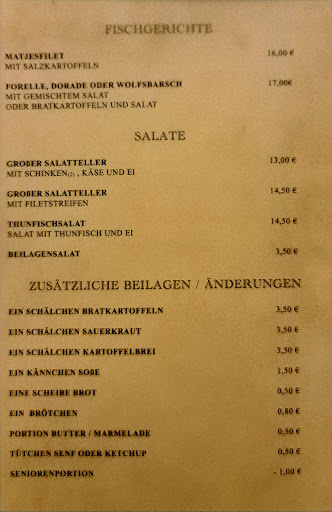 FISCHGERICHTE
MATJESFILET 16,00 €
MIT SALZKARTOFFELN
FORELLE, DORADE ODER WOLFSBARSCH 17,00€
MIT GEMISCHTEM SALAT
ODER BRATKARTOFFELN UND SALAT
SALATE
GROßER SALATTELLER 13,00 €
MIT SCHINKEN(2) , KÄSE UND EI
GROßER SALATTELLER 14,50 €
MIT FILETSTREIFEN
THUNFISCHSALAT 14,50 €
SALAT MIT THUNFISCH UND EI
BEILAGENSALAT 3,50 €
ZUSÄTZLICHE BEILAGEN / ÄNDERUNGEN
EIN SCHÄLCHEN BRATKARTOFFELN 3,50 €
EIN SCHÄLCHEN SAUERKRAUT 3,50 €
EIN SCHÄLCHEN KARTOFFELBREI 3,50 €
EIN KÄNNCHEN SOßE 1,50 €
EINE SCHEIBE BROT 0,50 €
EIN BRÖTCHEN 0,80 €
PORTION BUTTER / MARMELADE 0,50 €
TÜTCHEN SENF ODER KETCHUP 0,50 €
SENIORENPORTION - 1,00 €